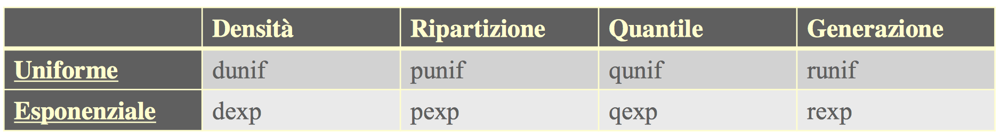 Densità Ripartizione Quantile Generazione
Uniforme dunif punif qunif runif
Esponenziale dexp pexp qexp rexp